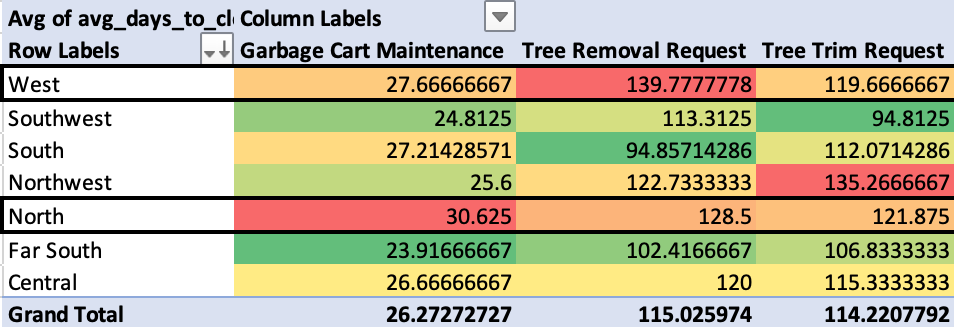 Avg of avg_days_to_cl Column Labels
Row Labels Garbage Cart Maintenance Tree Removal Request Tree Trim Request
West 27.66666667 139.7777778 119.6666667
Southwest 24.8125 113.3125 94.8125
South 27.21428571 94.85714286 112.0714286
Northwest 25.6 122.7333333 135.2666667
North 30.625 128.5 121.875
Far South 23.91666667 102.4166667 106.8333333
Central 26.66666667 120 115.3333333
Grand Total 26.27272727 115.025974 114.2207792